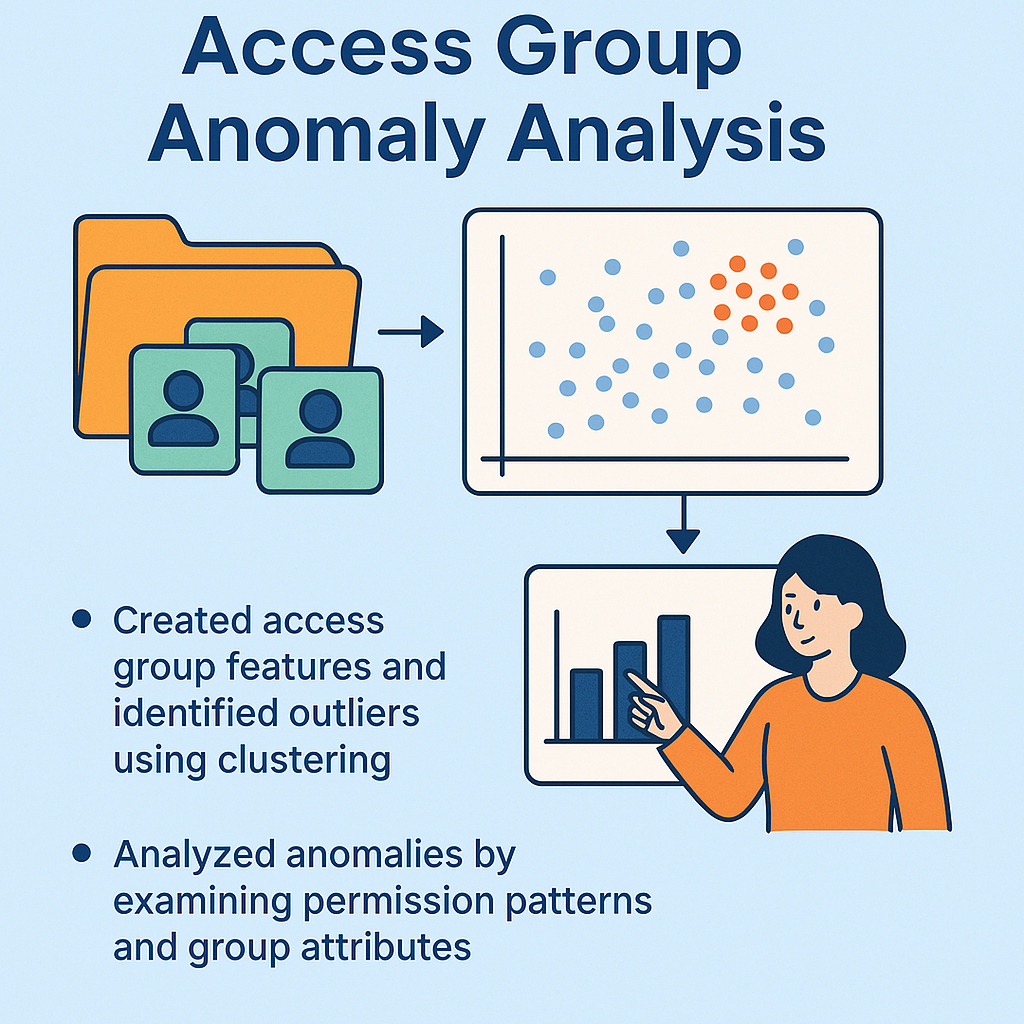 Access Group
Anomaly Analysis
• Created access
group features and
identified outliers
using clustering
• Analyzed anomalies by
examining permission patterns
and group attributes